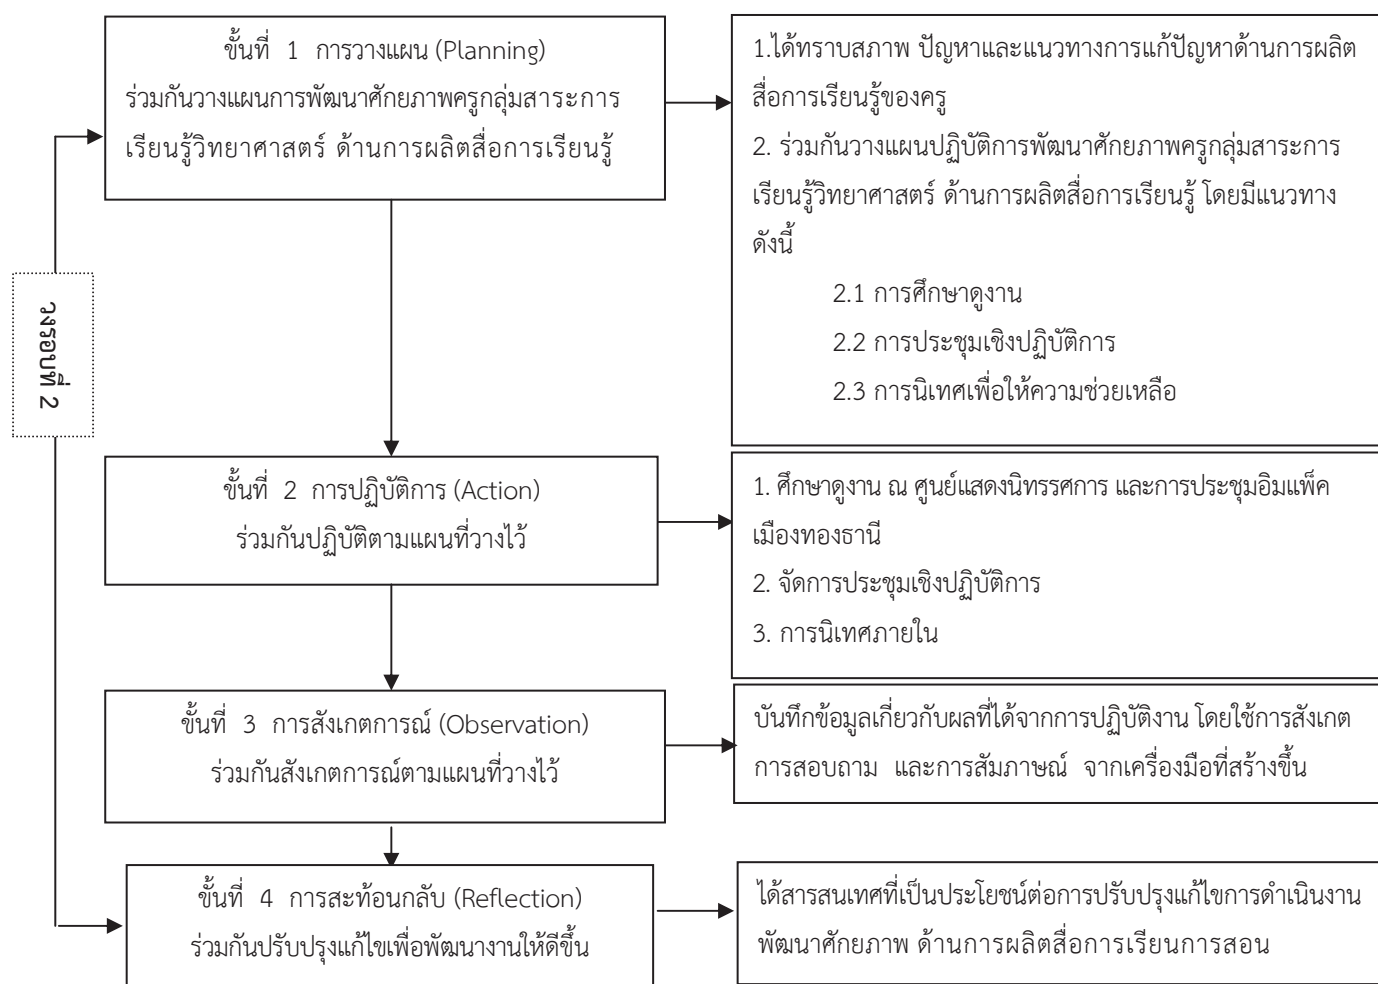 ขั้นที่ 1 การวางแผน (Planning)
ร่วมกันวางแผนการพัฒนาศักยภาพครูกลุ่มสาระการ
เรียนรู้วิทยาศาสตร์ ด้านการผลิตสื่อการเรียนรู้
1.ได้ทราบสภาพ ปัญหาและแนวทางการแก้ปัญหาด้านการผลิต
สื่อการเรียนรู้ของครู
2. ร่วมกันวางแผนปฏิบัติการพัฒนาศักยภาพครูกลุ่มสาระการ
เรียนรู้วิทยาศาสตร์ ด้านการผลิตสื่อการเรียนรู้ โดยมีแนวทาง
ดังนี้
2.1 การศึกษาดูงาน
2.2 การประชุมเชิงปฏิบัติการ
2.3 การนิเทศเพื่อให้ความช่วยเหลือ
วงรอบที่ 2
ขั้นที่ 2 การปฏิบัติการ (Action)
ร่วมกันปฏิบัติตามแผนที่วางไว้
1. ศึกษาดูงาน ณ ศูนย์แสดงนิทรรศการ และการประชุมอิมแพ็ค
เมืองทองธานี
2. จัดการประชุมเชิงปฏิบัติการ
3. การนิเทศภายใน
ขั้นที่ 3 การสังเกตการณ์ (Observation)
ร่วมกันสังเกตการณ์ตามแผนที่วางไว้
บันทึกข้อมูลเกี่ยวกับผลที่ได้จากการปฏิบัติงาน โดยใช้การสังเกต
การสอบถาม และการสัมภาษณ์ จากเครื่องมือที่สร้างขึ้น
ขั้นที่ 4 การสะท้อนกลับ (Reflection)
ร่วมกันปรับปรุงแก้ไขเพื่อพัฒนางานให้ดีขึ้น
ได้สารสนเทศที่เป็นประโยชน์ต่อการปรับปรุงแก้ไขการดำเนินงาน
พัฒนาศักยภาพ ด้านการผลิตสื่อการเรียนการสอน